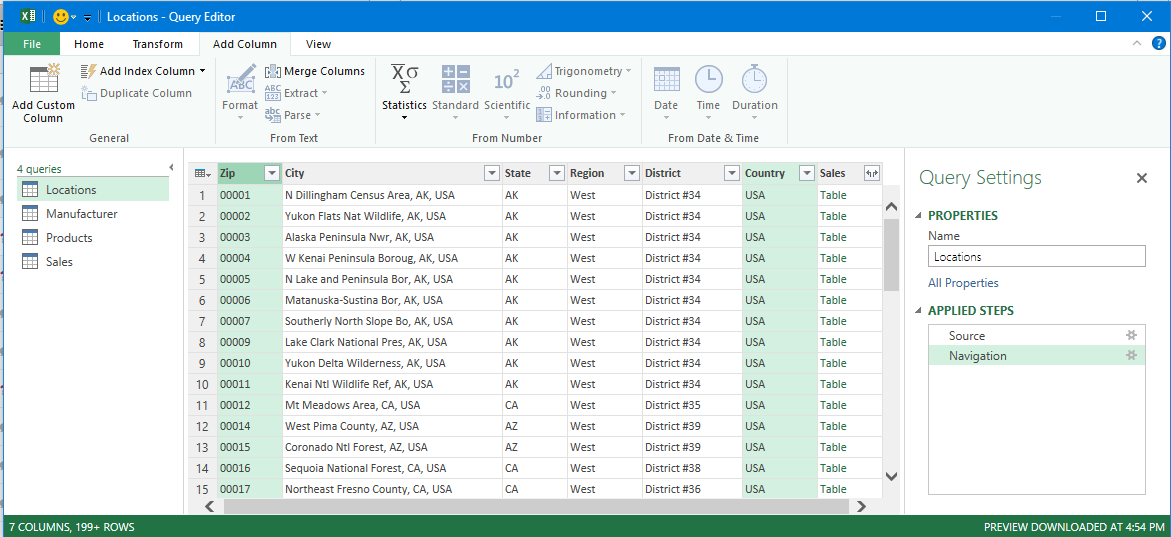 Locations - Query Editor
File Home Transform Add Column View
Add Custom Column
Add Index Column
Duplicate Column
General
ABC
Format
Merge Columns
ABC 123 Extract
abc Parse
From Text
XO Σ
Statistics
Standard
10²
Scientific
Trigonometry
.00 Rounding
Information
From Number
Date
Time
Duration
From Date & Time
4 queries
Locations
Manufacturer
Products
Sales
Zip City State Region District Country Sales
1 00001 N Dillingham Census Area, AK, USA AK West District #34 USA Table
2 00002 Yukon Flats Nat Wildlife, AK, USA AK West District #34 USA Table
3 00003 Alaska Peninsula Nwr, AK, USA AK West District #34 USA Table
4 00004 W Kenai Peninsula Boroug, AK, USA AK West District #34 USA Table
5 00005 N Lake and Peninsula Bor, AK, USA AK West District #34 USA Table
6 00006 Matanuska-Sustina Bor, AK, USA AK West District #34 USA Table
7 00007 Southerly North Slope Bo, AK, USA AK West District #34 USA Table
8 00009 Lake Clark National Pres, AK, USA AK West District #34 USA Table
9 00010 Yukon Delta Wilderness, AK, USA AK West District #34 USA Table
10 00011 Kenai Ntl Wildlife Ref, AK, USA AK West District #34 USA Table
11 00012 Mt Meadows Area, CA, USA CA West District #35 USA Table
12 00014 West Pima County, AZ, USA AZ West District #39 USA Table
13 00015 Coronado Ntl Forest, AZ, USA AZ West District #39 USA Table
14 00016 Sequoia National Forest, CA, USA CA West District #38 USA Table
15 00017 Northeast Fresno County, CA, USA CA West District #36 USA Table
Query Settings
PROPERTIES
Name
Locations
All Properties
APPLIED STEPS
Source
Navigation
7 COLUMNS, 199+ ROWS
PREVIEW DOWNLOADED AT 4:54 PM